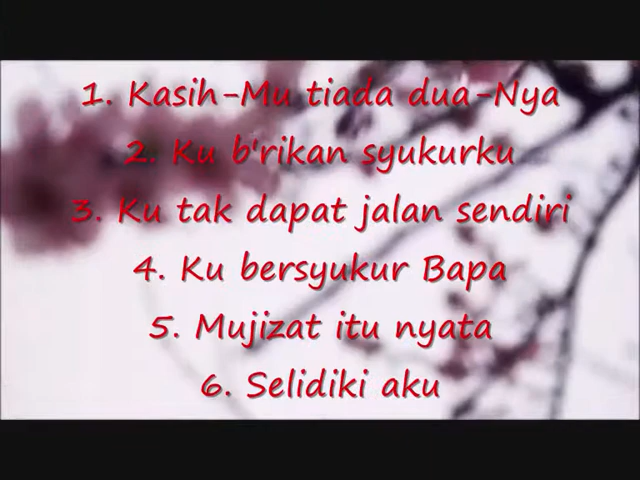 1. Kasih-Mu tiada dua-Nya
2. Ku b'rikan syukurku
3. Ku tak dapat jalan sendiri
4. Ku bersyukur Bapa
5. Mujizat itu nyata
6. Selidiki aku